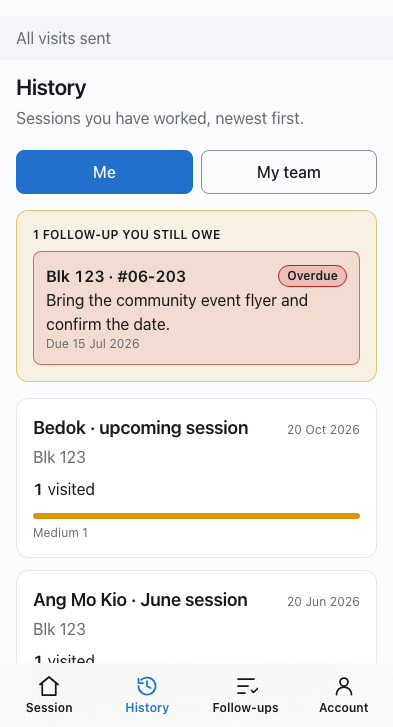 All visits sent
History
Sessions you have worked, newest first.
Me
My team
1 FOLLOW-UP YOU STILL OWE
Blk 123 · #06-203
Overdue
Bring the community event flyer and
confirm the date.
Due 15 Jul 2026
Bedok · upcoming session
20 Oct 2026
Blk 123
1 visited
Medium 1
Ang Mo Kio · June session
20 Jun 2026
Blk 123
1 visited
Session
History
Follow-ups
Account